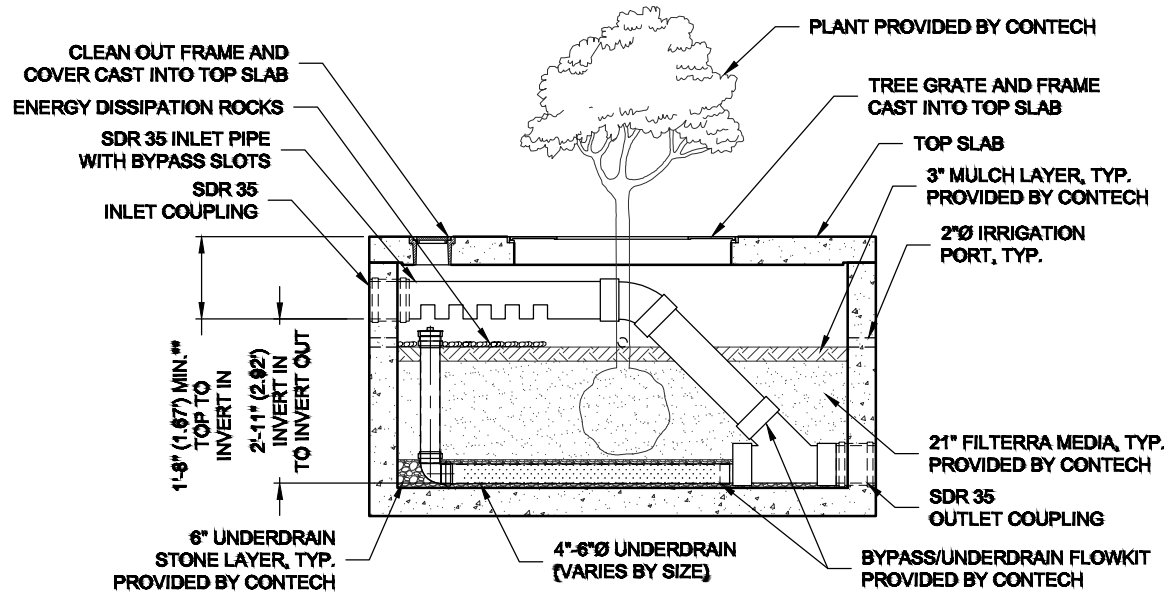 PLANT PROVIDED BY CONTECH
CLEAN OUT FRAME AND
COVER CAST INTO TOP SLAB
ENERGY DISSIPATION ROCKS
SDR 35 INLET PIPE
WITH BYPASS SLOTS
SDR 35
INLET COUPLING
TREE GRATE AND FRAME
CAST INTO TOP SLAB
TOP SLAB
3" MULCH LAYER, TYP.
PROVIDED BY CONTECH
2"Ø IRRIGATION
PORT, TYP.
1'-8" (1.67') MIN.**
TOP TO
INVERT IN
2'-11" (2.92')
INVERT IN
TO INVERT OUT
21" FILTERRA MEDIA, TYP.
PROVIDED BY CONTECH
SDR 35
OUTLET COUPLING
6" UNDERDRAIN
STONE LAYER, TYP.
PROVIDED BY CONTECH
4"-6"Ø UNDERDRAIN
(VARIES BY SIZE)
BYPASS/UNDERDRAIN FLOWKIT
PROVIDED BY CONTECH